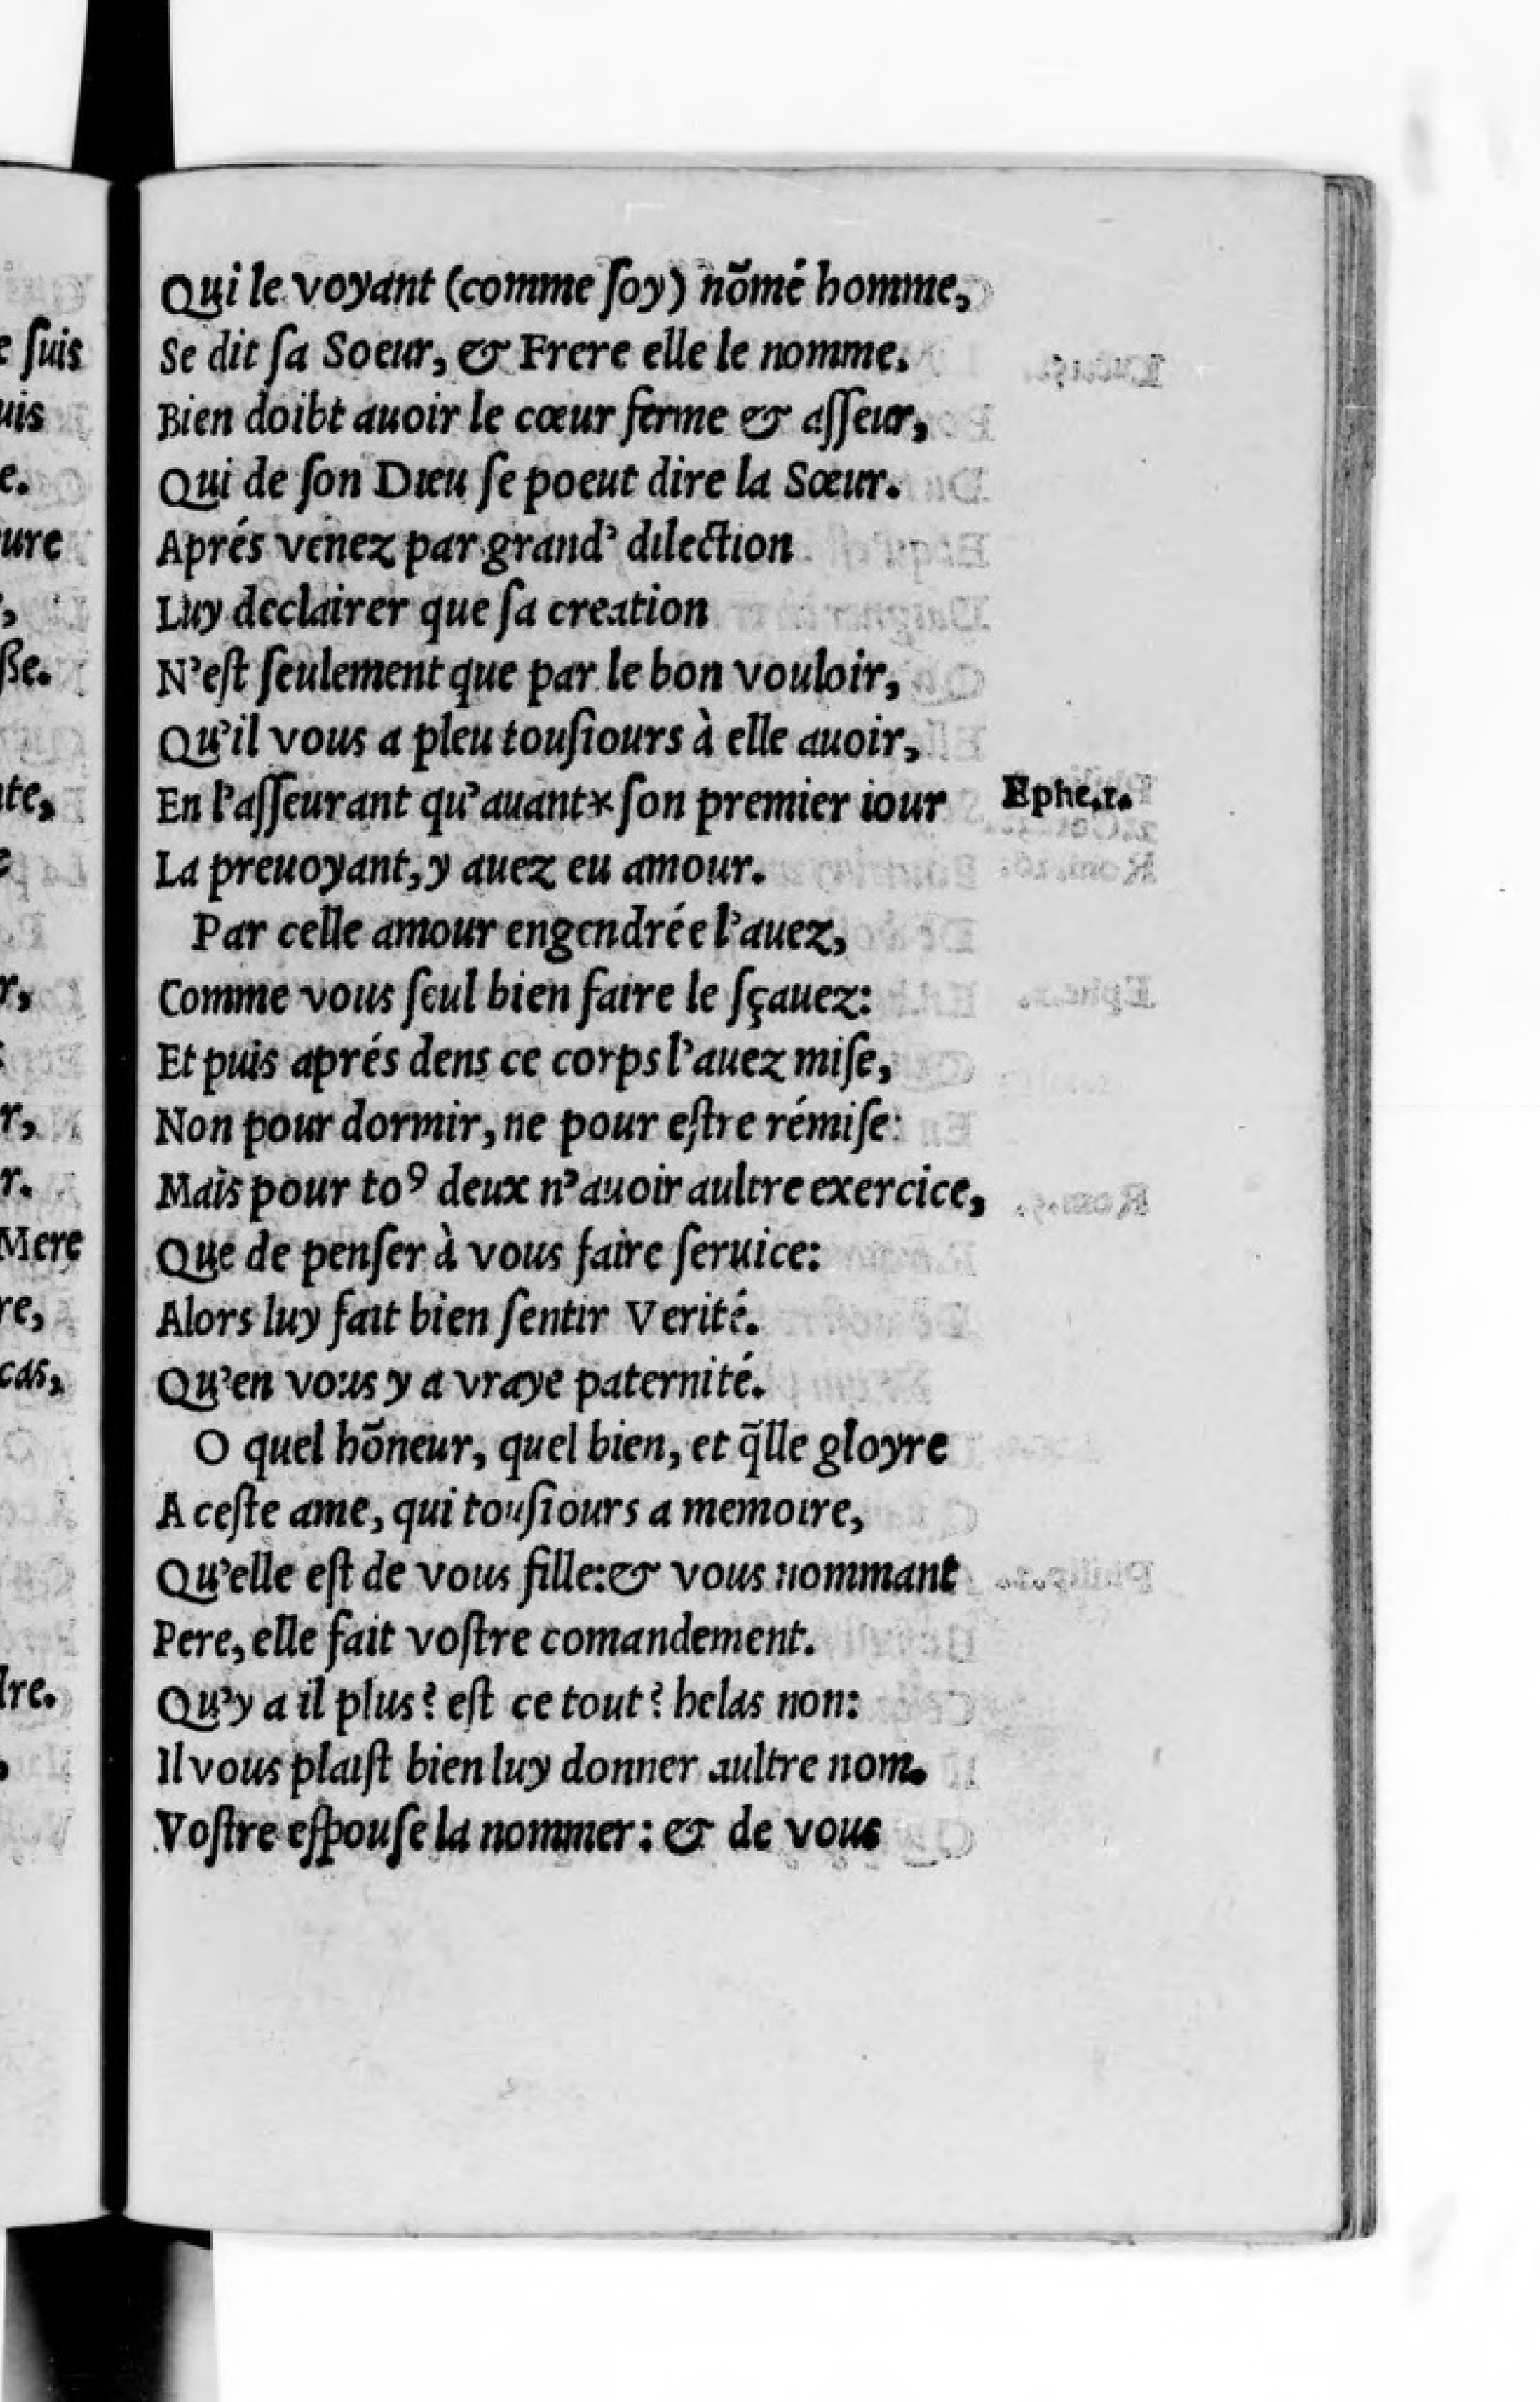 Qui le voyant (comme ſoy) nõmé homme,
Se dit ſa Soeur, & Frere elle le nomme.
Bien doibt auoir le cœur ferme & aſſeur,
Qui de ſon Dieu ſe poeut dire la Sœur.
Aprés venez par grand' dilection
Luy declairer que ſa creation
N'eſt ſeulement que par le bon vouloir,
Qu'il vous a pleu touſiours à elle auoir,
En l'aſſeurant qu'auant* ſon premier iour Ephe.1.
La preuoyant, y auez eu amour.
Par celle amour engendrée l'auez,
Comme vous ſeul bien faire le ſçauez:
Et puis aprés dens ce corps l'auez miſe,
Non pour dormir, ne pour eſtre rémiſe:
Mais pour toꝰ deux n'auoir aultre exercice,
Que de penſer à vous faire ſeruice:
Alors luy fait bien ſentir Verité.
Qu'en vous y a vraye paternité.
O quel hõneur, quel bien, et q̃lle gloyre
A ceſte ame, qui touſiours a memoire,
Qu'elle eſt de vous fille:& vous nommant
Pere, elle fait voſtre comandement.
Qu'y a il plus? eſt ce tout? helas non:
Il vous plaiſt bien luy donner aultre nom.
Voſtre eſpouſe la nommer: & de vous